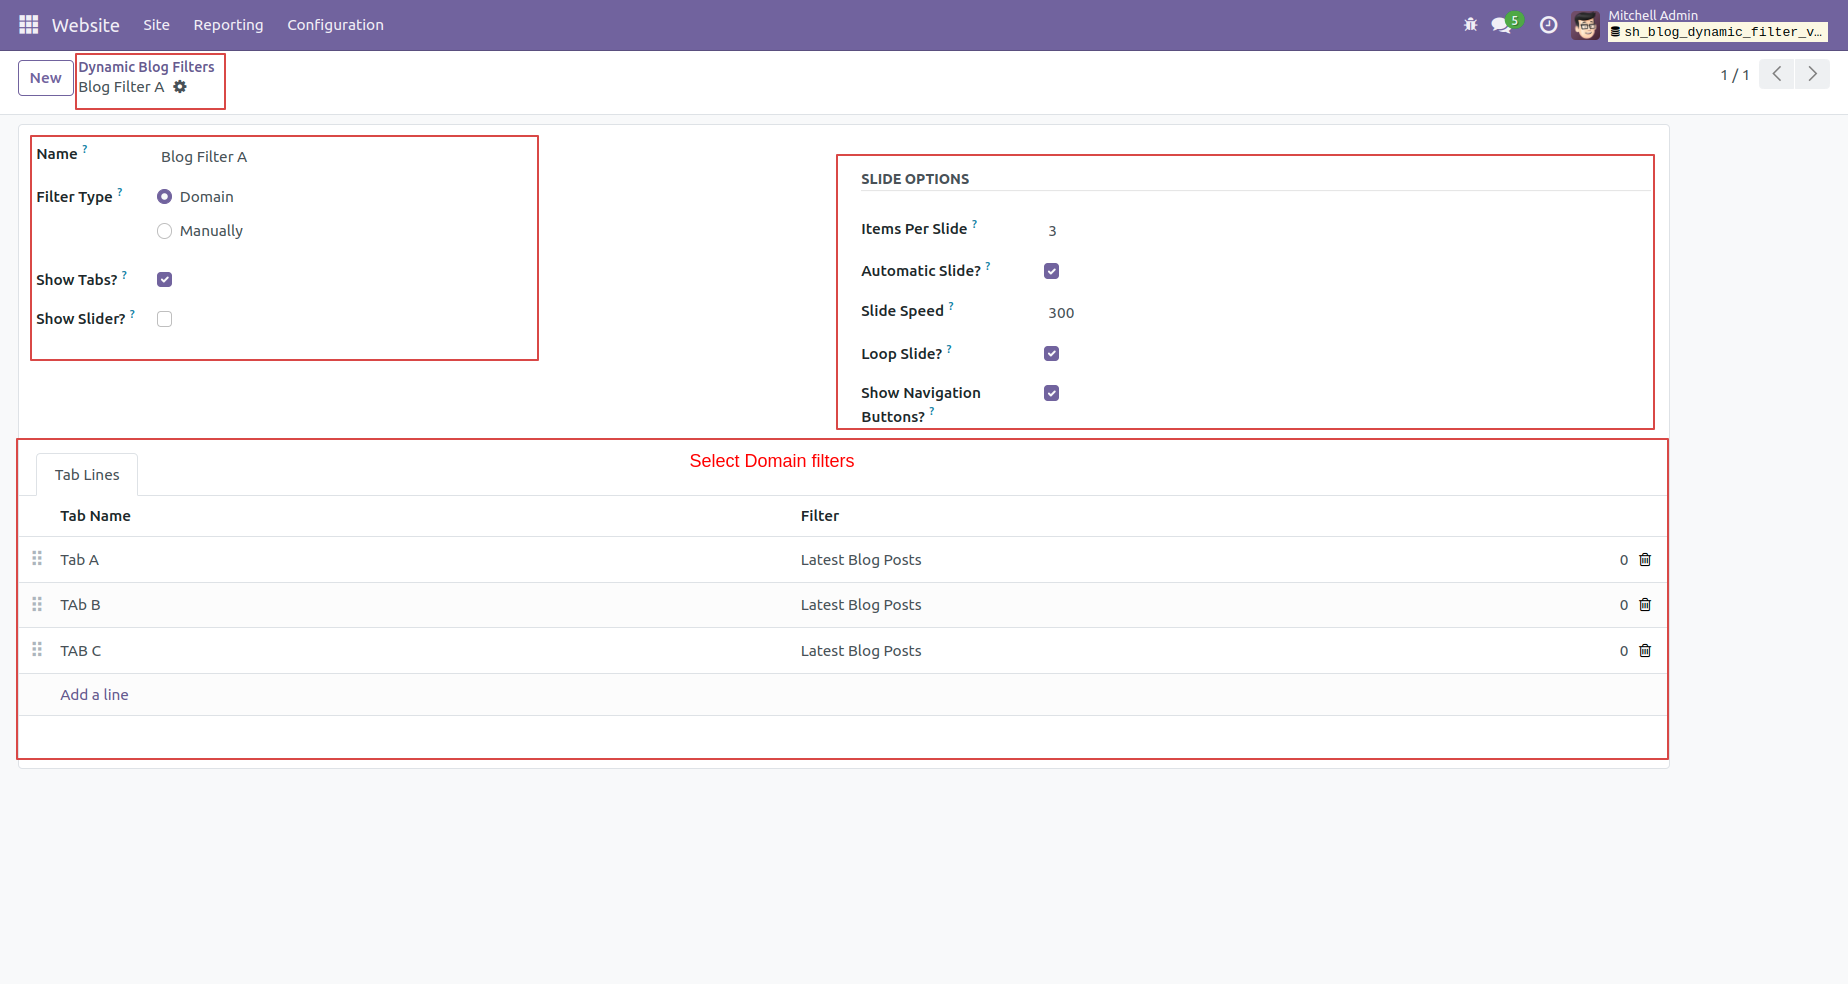 Website Site Reporting Configuration
5
Mitchell Admin
sh_blog_dynamic_filter_v...
New
Dynamic Blog Filters
Blog Filter A
1 / 1
Name ?
Blog Filter A
Filter Type ?
Domain
Manually
Show Tabs? ?
Show Slider? ?
SLIDE OPTIONS
Items Per Slide ?
3
Automatic Slide? ?
Slide Speed ?
300
Loop Slide? ?
Show Navigation
Buttons? ?
Select Domain filters
Tab Lines
Tab Name Filter
Tab A Latest Blog Posts 0
TAb B Latest Blog Posts 0
TAB C Latest Blog Posts 0
Add a line